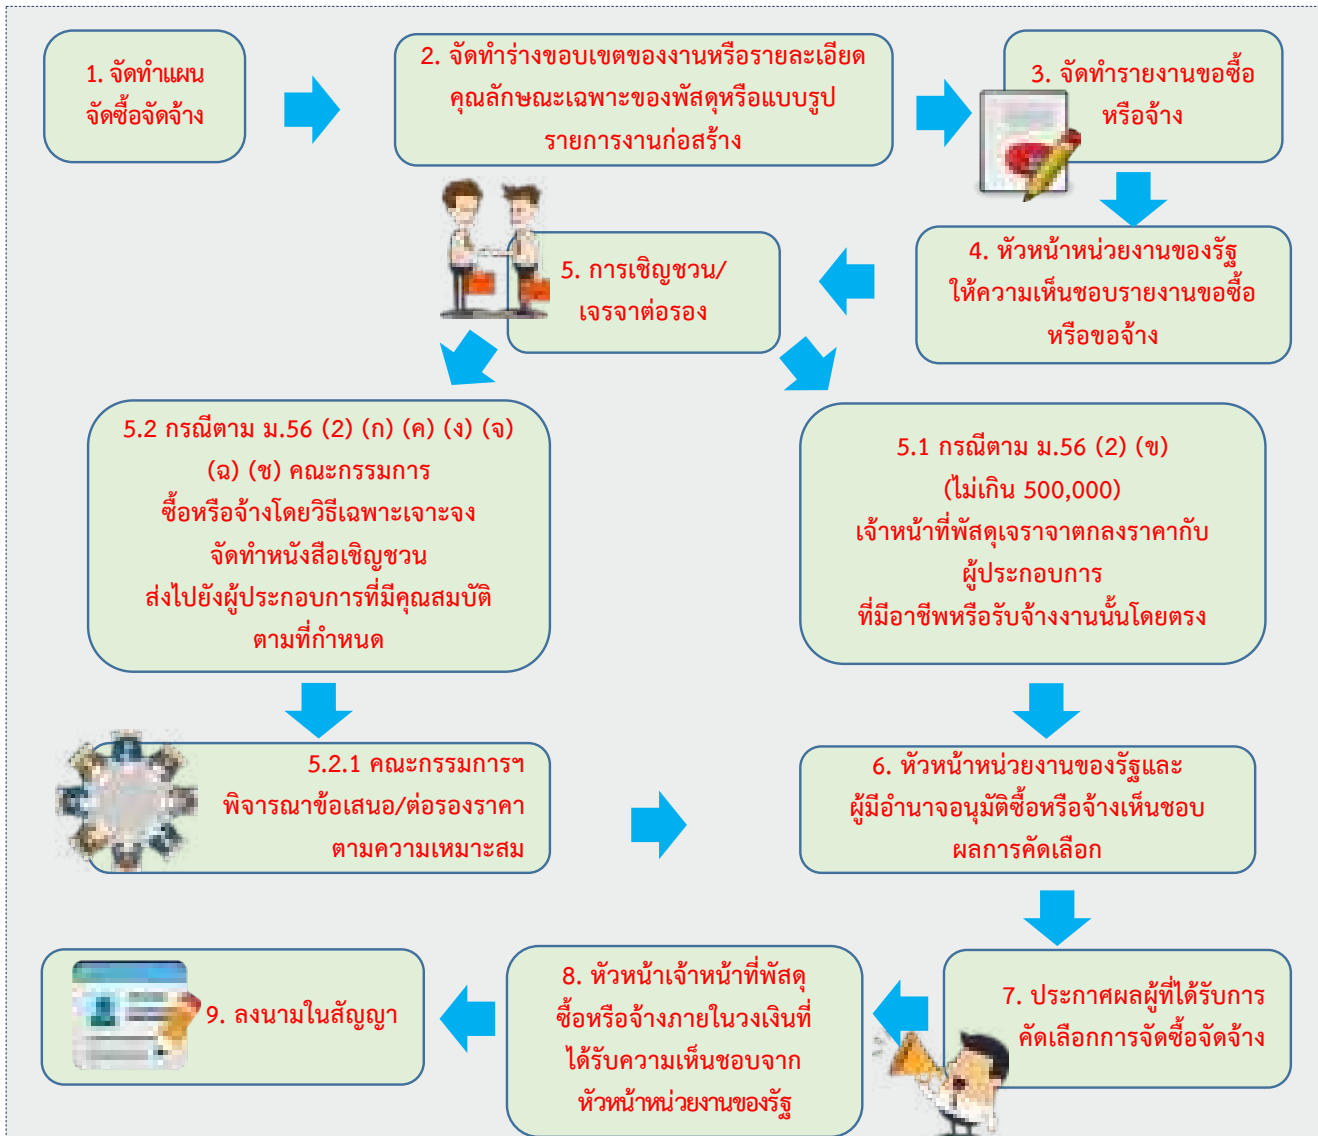 1. จัดทำแผน
จัดซื้อจัดจ้าง
2. จัดทำร่างขอบเขตของงานหรือรายละเอียด
คุณลักษณะเฉพาะของพัสดุหรือแบบรูป
รายการงานก่อสร้าง
3. จัดทำรายงานขอซื้อ
หรือจ้าง
4. หัวหน้าหน่วยงานของรัฐ
ให้ความเห็นชอบรายงานขอซื้อ
หรือขอจ้าง
5. การเชิญชวน/
เจรจาต่อรอง
5.2 กรณีตาม ม.56 (2) (ก) (ค) (ง) (จ)
(ฉ) (ช) คณะกรรมการ
ซื้อหรือจ้างโดยวิธีเฉพาะเจาะจง
จัดทำหนังสือเชิญชวน
ส่งไปยังผู้ประกอบการที่มีคุณสมบัติ
ตามที่กำหนด
5.1 กรณีตาม ม.56 (2) (ข)
(ไม่เกิน 500,000)
เจ้าหน้าที่พัสดุเจราจาตกลงราคากับ
ผู้ประกอบการ
ที่มีอาชีพหรือรับจ้างงานนั้นโดยตรง
5.2.1 คณะกรรมการฯ
พิจารณาข้อเสนอ/ต่อรองราคา
ตามความเหมาะสม
6. หัวหน้าหน่วยงานของรัฐและ
ผู้มีอำนาจอนุมัติซื้อหรือจ้างเห็นชอบ
ผลการคัดเลือก
7. ประกาศผลผู้ที่ได้รับการ
คัดเลือกการจัดซื้อจัดจ้าง
8. หัวหน้าเจ้าหน้าที่พัสดุ
ซื้อหรือจ้างภายในวงเงินที่
ได้รับความเห็นชอบจาก
หัวหน้าหน่วยงานของรัฐ
9. ลงนามในสัญญา